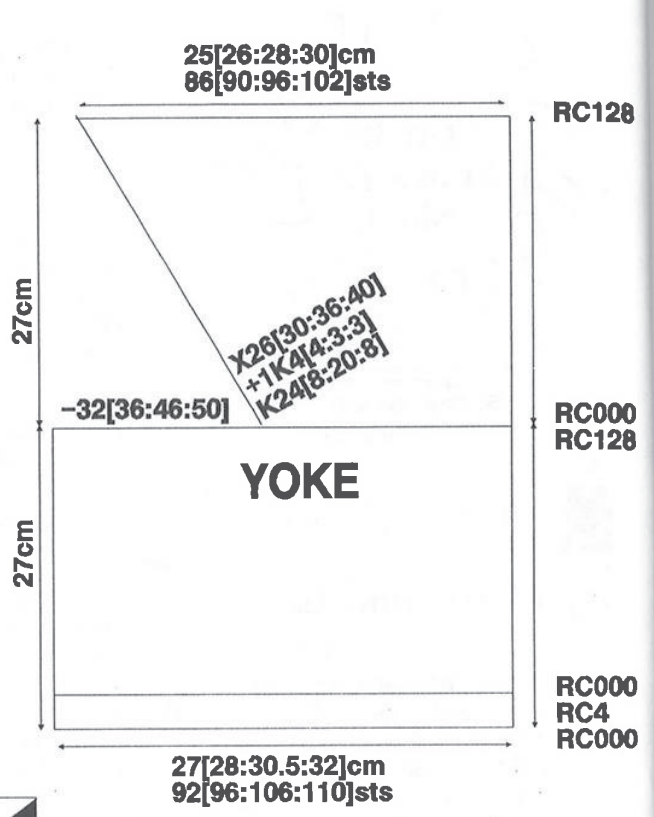 25[26:28:30]cm
86[90:96:102]sts
RC128
27cm
X26[30:36:40]
+1K4[4:3:3]
K24[8:20:8]
-32[36:46:50]
RC000
RC128
YOKE
27cm
RC000
RC4
RC000
27[28:30.5:32]cm
92[96:106:110]sts